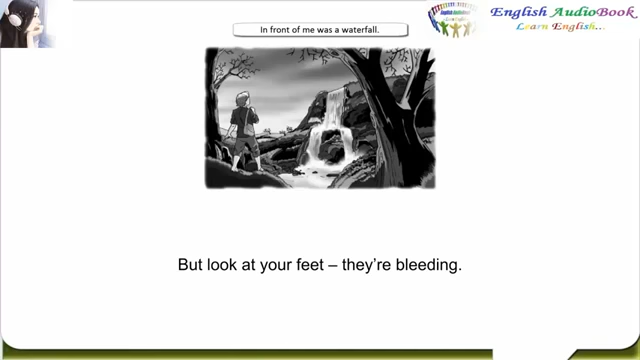 In front of me was a waterfall.
English AudioBook
Learn English...
But look at your feet – they're bleeding.